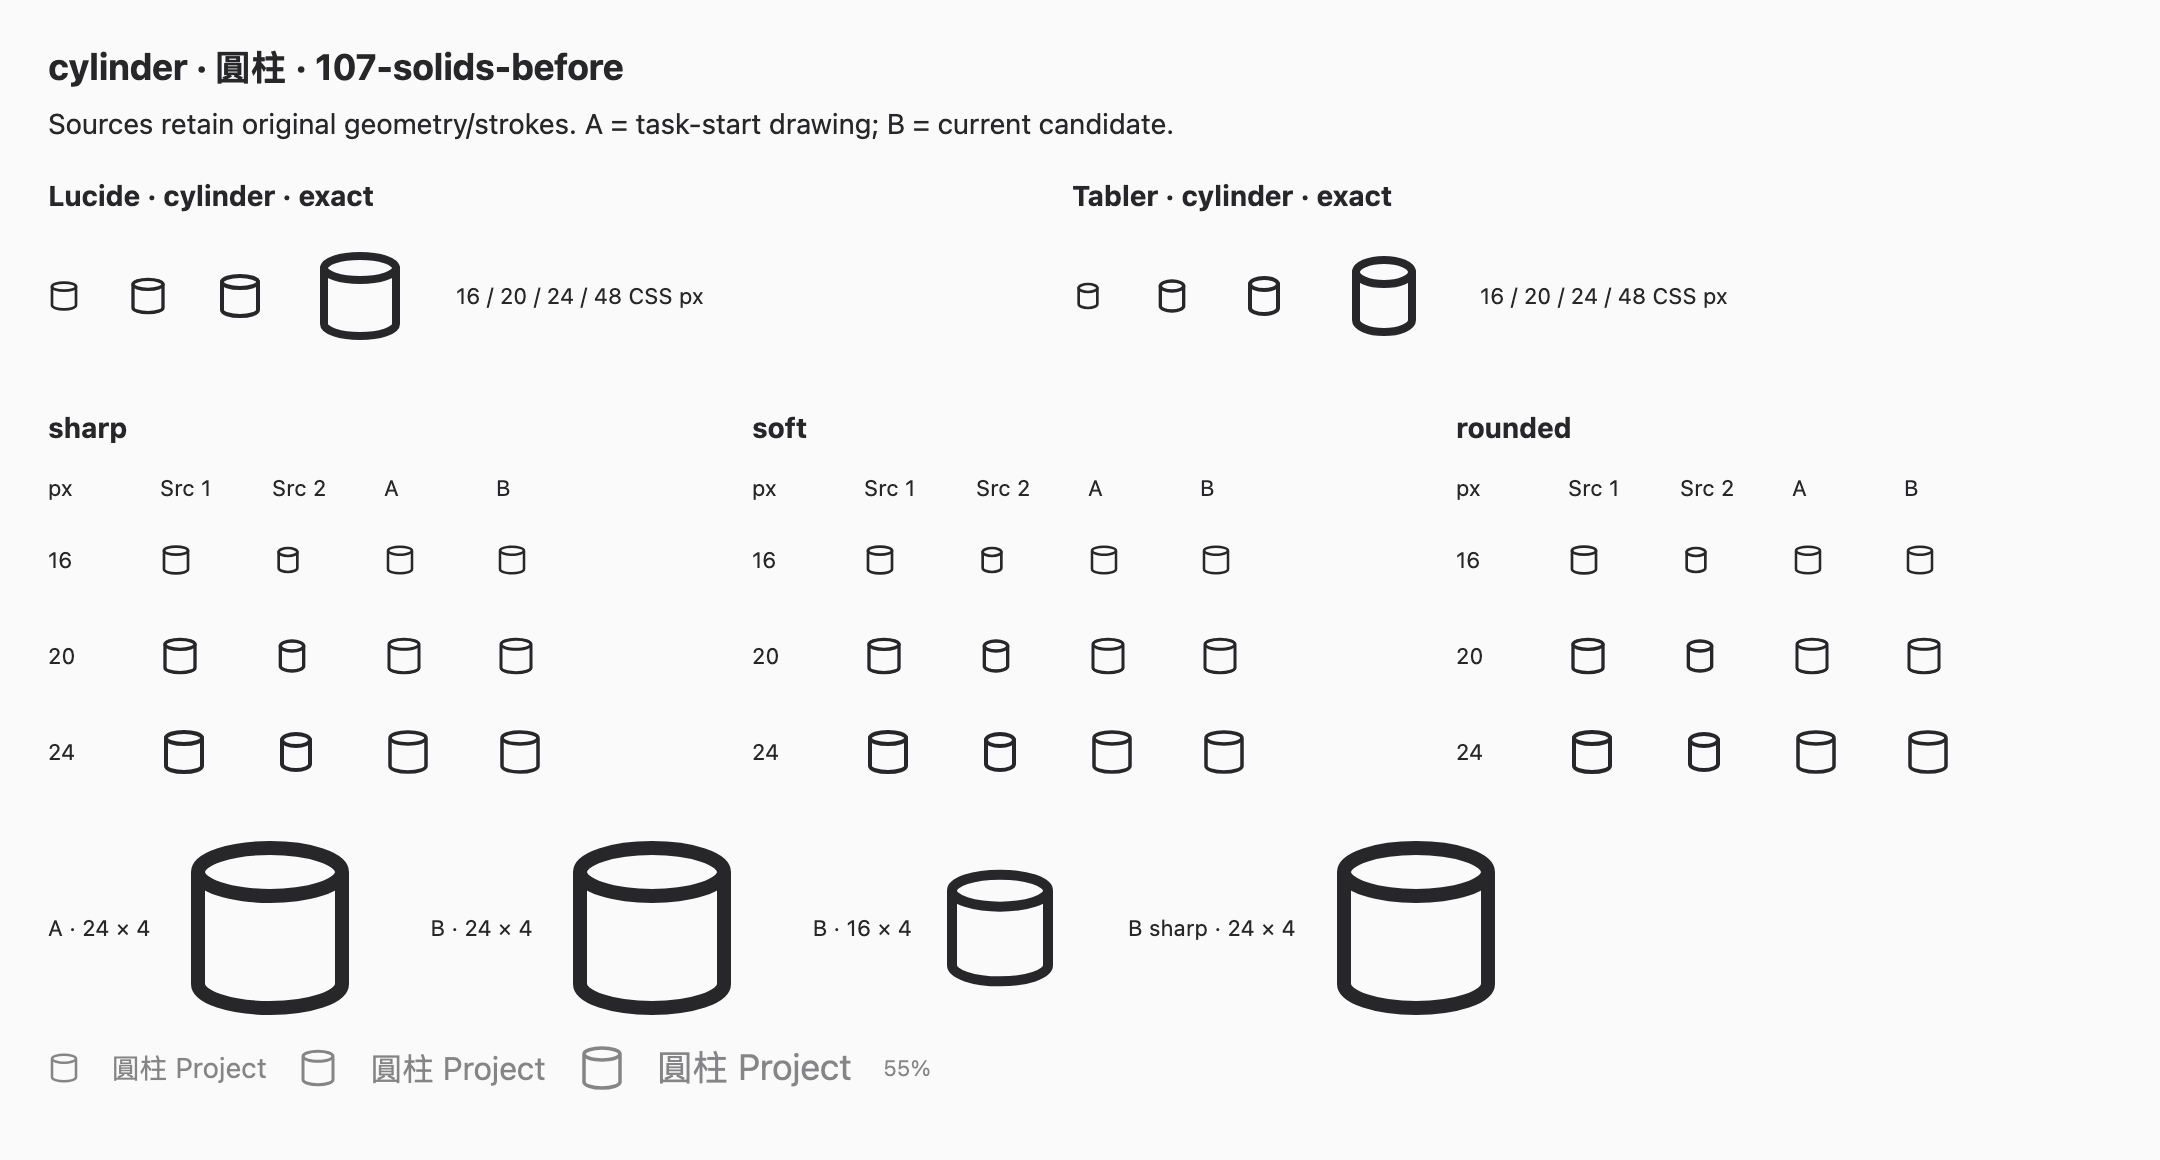 cylinder · 圓柱 · 107-solids-before
Sources retain original geometry/strokes. A = task-start drawing; B = current candidate.
Lucide · cylinder · exact
16 / 20 / 24 / 48 CSS px
Tabler · cylinder · exact
16 / 20 / 24 / 48 CSS px
sharp
px Src 1 Src 2 A B
16
20
24
soft
px Src 1 Src 2 A B
16
20
24
rounded
px Src 1 Src 2 A B
16
20
24
A · 24 × 4
B · 24 × 4
B · 16 × 4
B sharp · 24 × 4
圓柱 Project 圓柱 Project 圓柱 Project 55%